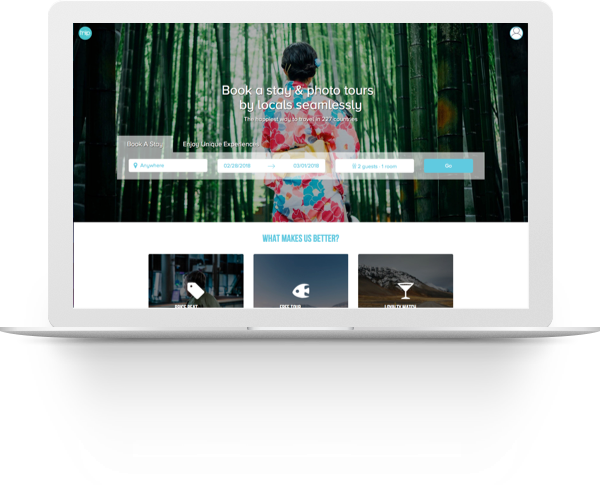 Book a stay & photo tours
by locals seamlessly
The happiest way to travel in 227 countries
Book A Stay
Enjoy Unique Experiences
Anywhere
02/28/2018 → 03/01/2018
2 guests · 1 room
Go
WHAT MAKES US BETTER?
FREE TOUR
LOYALTY MATCH